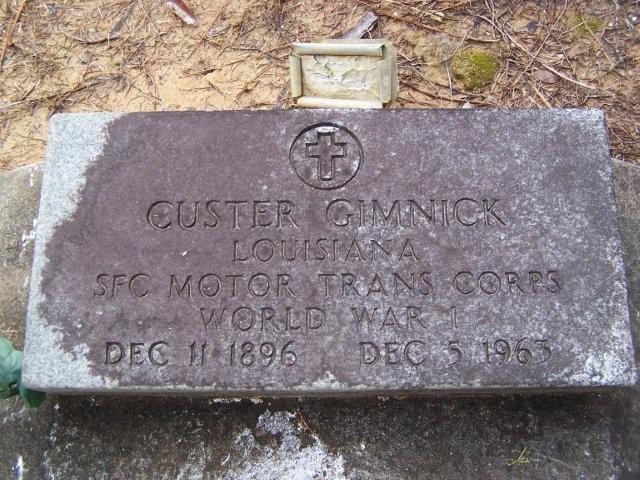 CUSTER GIMNICK
LOUISIANA
SFC MOTOR TRANS CORPS
WORLD WAR I
DEC 11 1896 DEC 5 1963